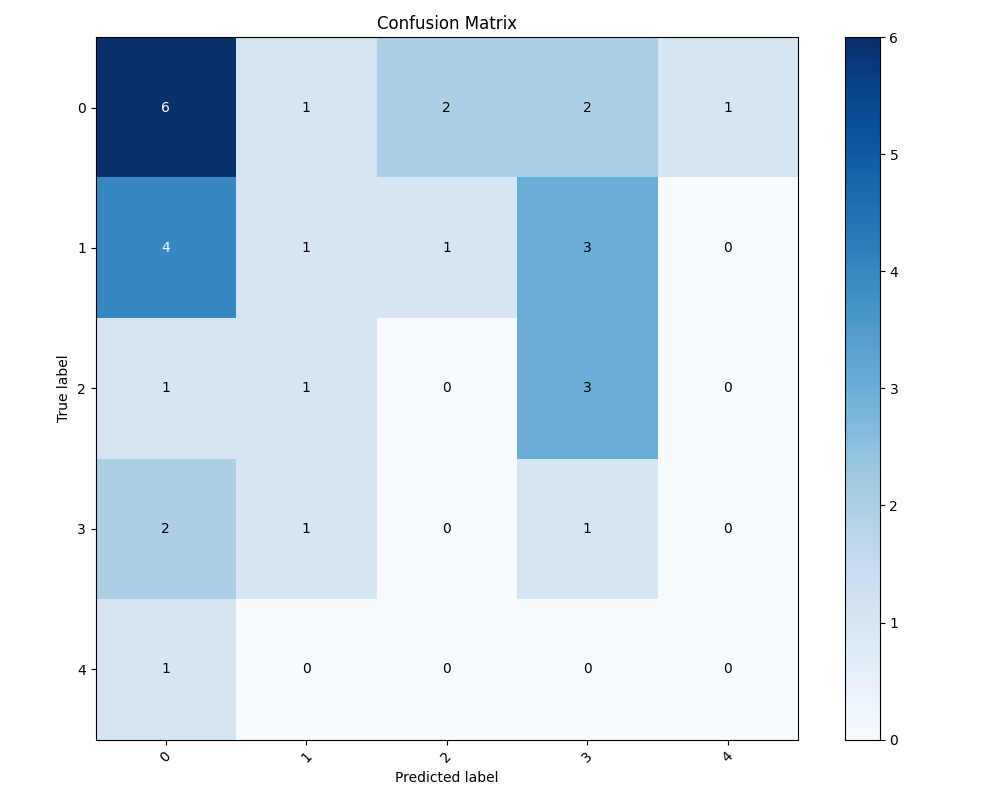 Confusion Matrix
6
0 6 1 2 2 1
5
1 4 1 1 3 0
4
3
True label
2 1 1 0 3 0
2
3 2 1 0 1 0
1
4 1 0 0 0 0
0
0 1 2 3 4
Predicted label